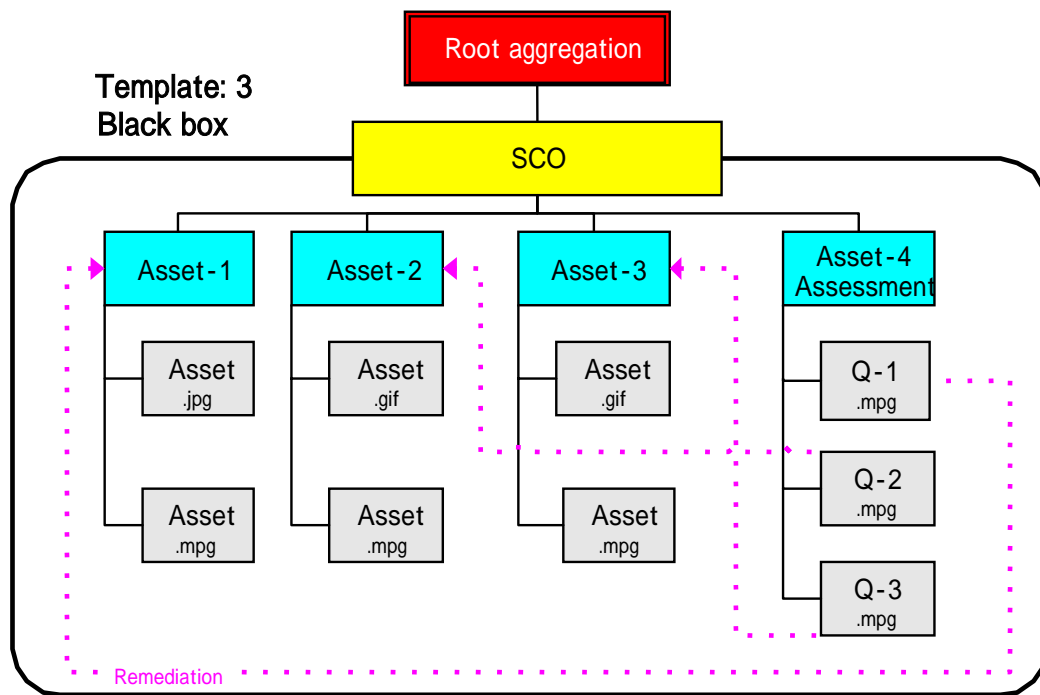 Root aggregation
Template: 3
Black box
SCO
Asset-1
Asset-2
Asset-3
Asset-4
Assessment
Asset
.jpg
Asset
.gif
Asset
.gif
Q-1
.mpg
Q-2
.mpg
Asset
.mpg
Asset
.mpg
Asset
.mpg
Q-3
.mpg
Remediation